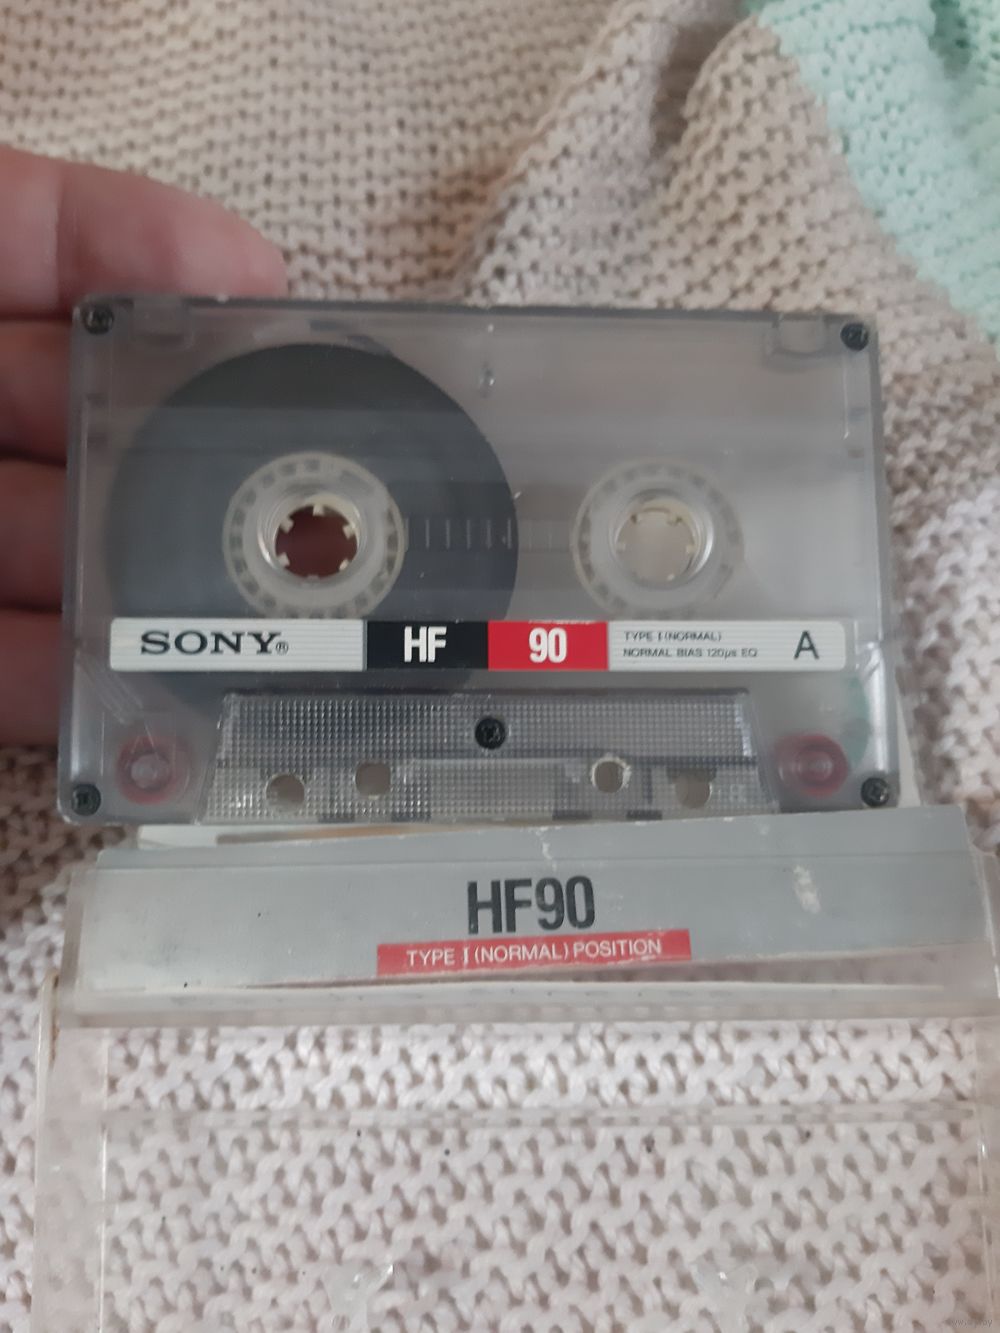 SONY® HF 90 TYPE I (NORMAL) A
NORMAL BIAS 120µs EQ
HF90
TYPE I (NORMAL) POSITION